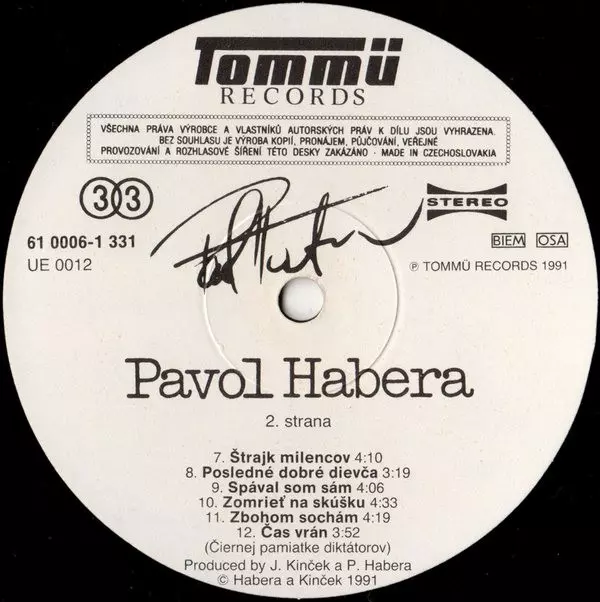 Tommü
RECORDS
VŠECHNA PRÁVA VÝROBCE A VLASTNÍKŮ AUTORSKÝCH PRÁV K DÍLU JSOU VYHRAZENA.
BEZ SOUHLASU JE VÝROBA KOPIÍ, PRONÁJEM, PŮJČOVÁNÍ, VEŘEJNÉ
PROVOZOVÁNÍ A ROZHLASOVÉ ŠÍŘENÍ TÉTO DESKY ZAKÁZÁNO · MADE IN CZECHOSLOVAKIA
33
STEREO
61 0006-1 331
UE 0012
BIEM OSA
℗ TOMMÜ RECORDS 1991
Pavol Habera
2. strana
7. Štrajk milencov 4:10
8. Posledné dobré dievča 3:19
9. Spával som sám 4:06
10. Zomrieť na skúšku 4:33
11. Zbohom sochám 4:19
12. Čas vrán 3:52
(Čiernej pamiatke diktátorov)
Produced by J. Kinček a P. Habera
© Habera a Kinček 1991